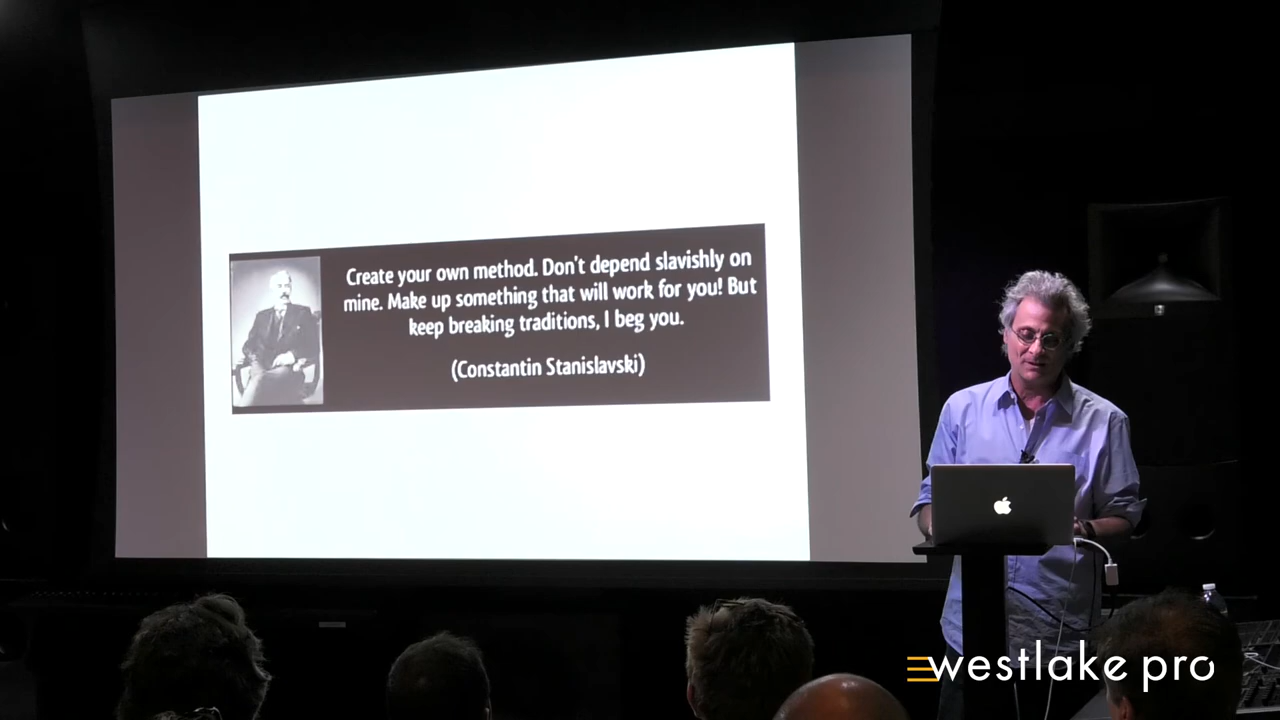 Create your own method. Don't depend slavishly on
mine. Make up something that will work for you! But
keep breaking traditions, I beg you.
(Constantin Stanislavski)
westlake pro